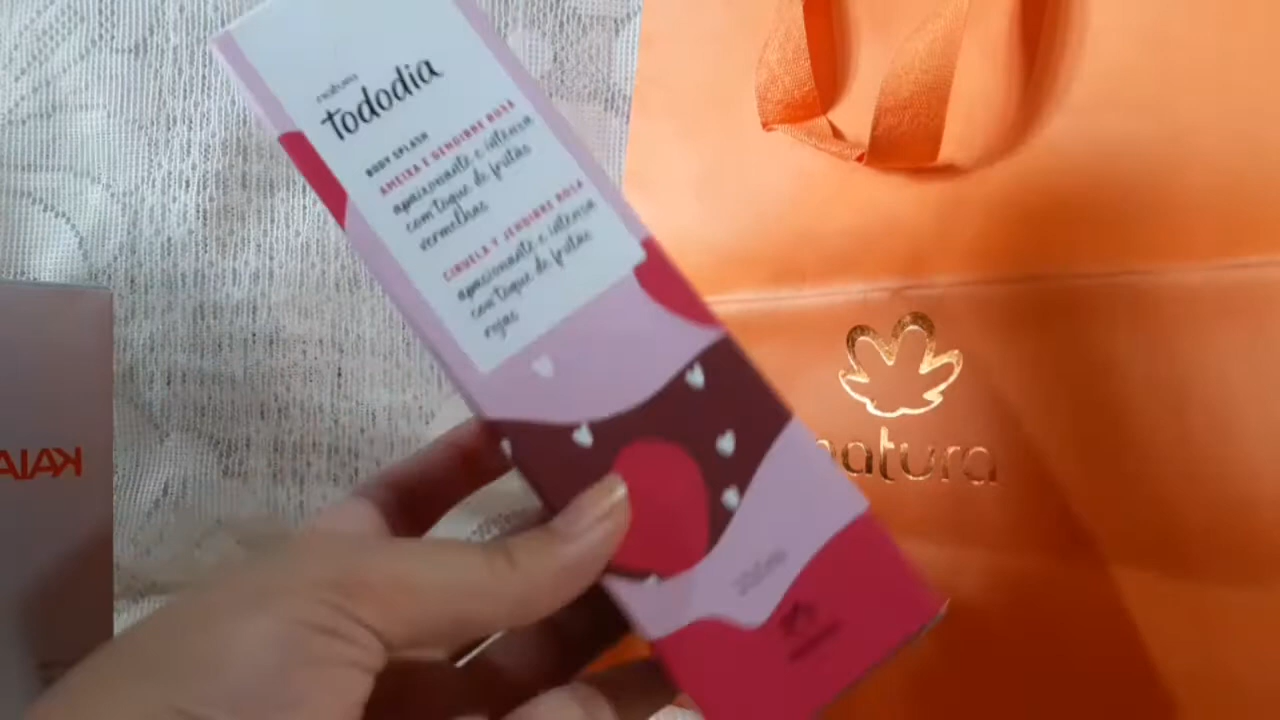 natura
tododia
BODY SPLASH
AMEIXA E GENGIBRE ROSA
apaixonante e intensa
com toque de frutas
vermelhas
CIRUELA Y JENGIBRE ROSA
apasionante e intensa
con toque de frutas
rojas
natura
KAIA